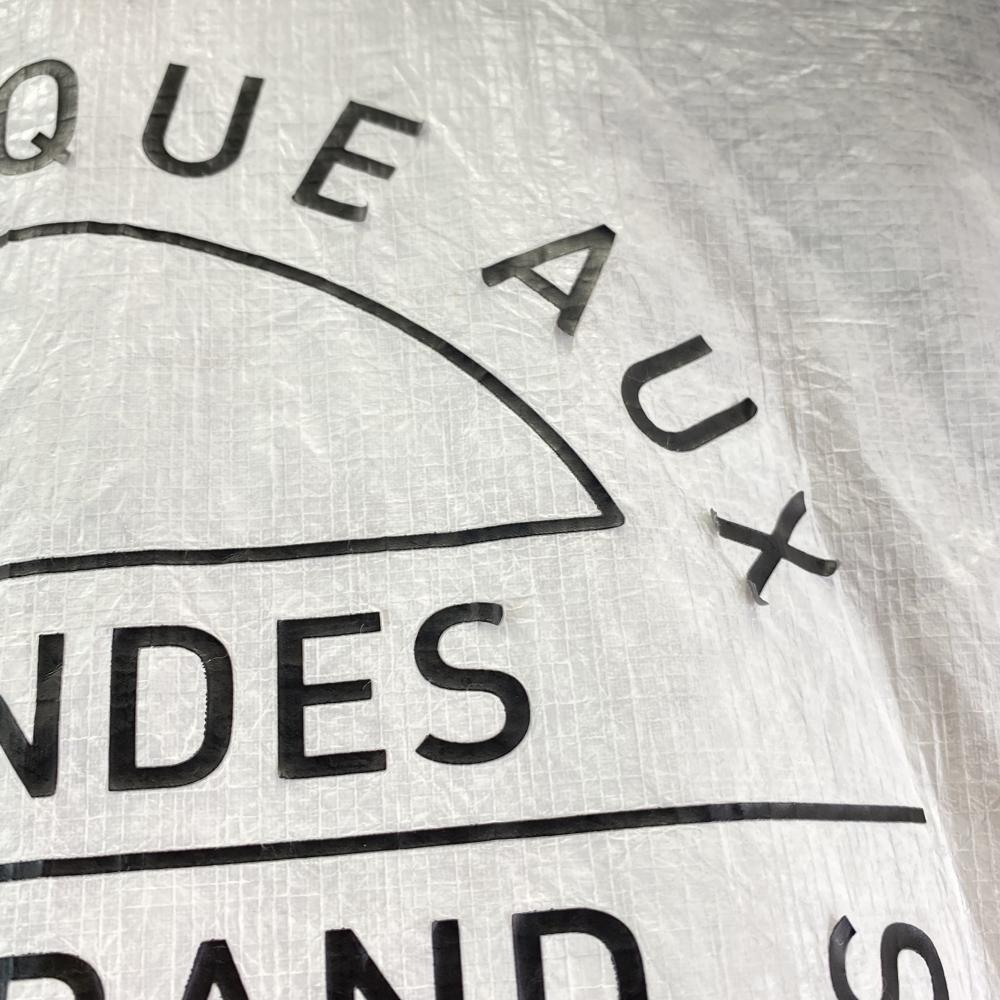 QUE AUX
NDES
RAND
S